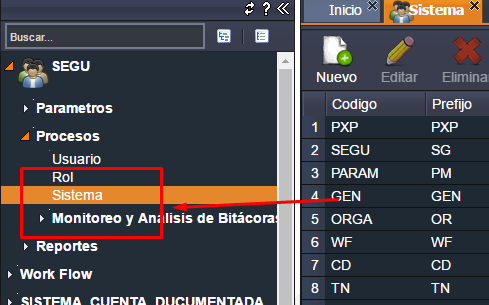 Inicio
Sistema
Buscar...
Nuevo
Editar
Elimina
SEGU
Parametros
Procesos
Usuario
Rol
Sistema
Monitoreo y Análisis de Bitácoras
Reportes
Work Flow
SISTEMA CUENTA DUCUMENTADA
Codigo Prefijo
1 PXP PXP
2 SEGU SG
3 PARAM PM
4 GEN GEN
5 ORGA OR
6 WF WF
7 CD CD
8 TN TN